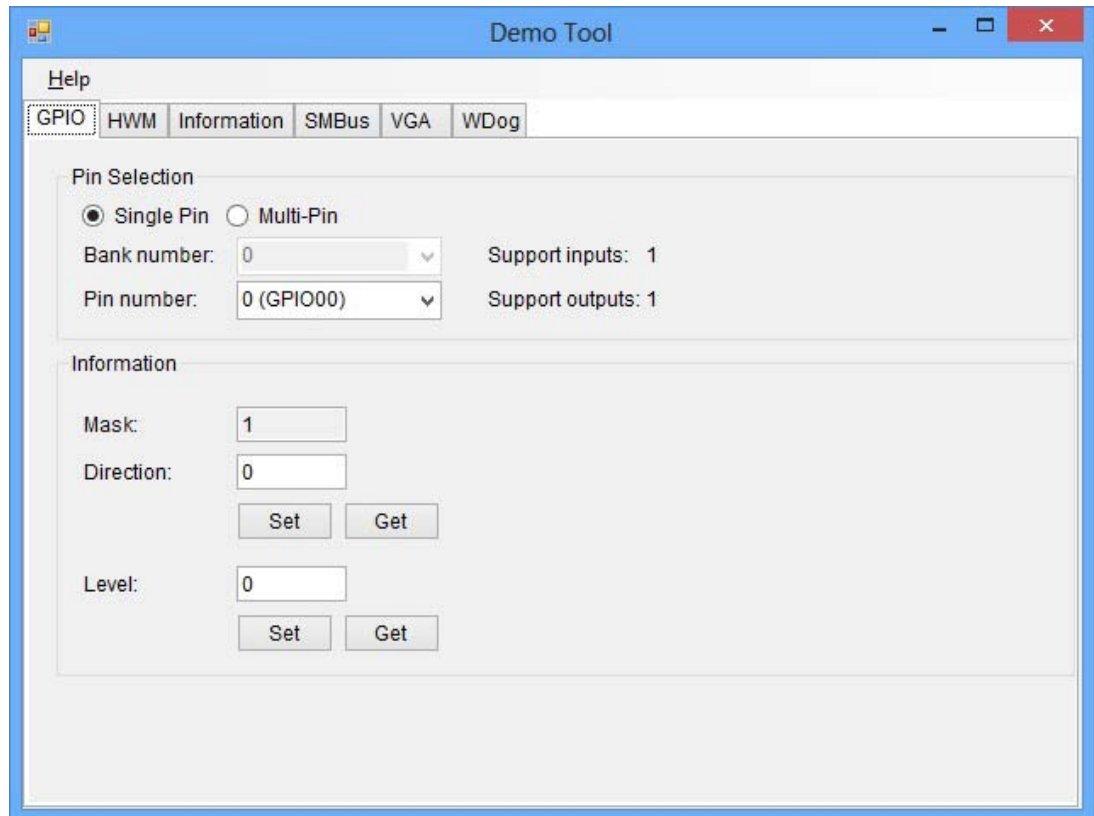 Demo Tool
Help
GPIO HWM Information SMBus VGA WDog
Pin Selection
Single Pin Multi-Pin
Bank number: 0 Support inputs: 1
Pin number: 0 (GPIO00) Support outputs: 1
Information
Mask: 1
Direction: 0
Set Get
Level: 0
Set Get